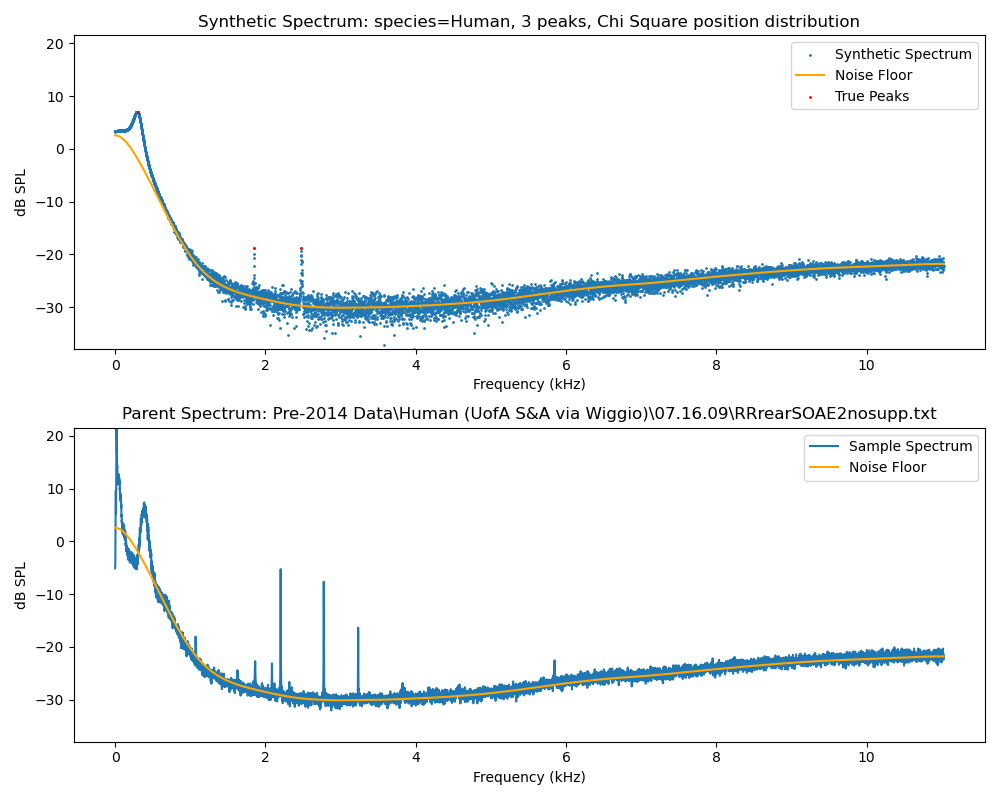 Synthetic Spectrum: species=Human, 3 peaks, Chi Square position distribution
20
10
0
−10
−20
−30
dB SPL
Synthetic Spectrum
Noise Floor
True Peaks
0 2 4 6 8 10
Frequency (kHz)
Parent Spectrum: Pre-2014 Data\Human (UofA S&A via Wiggio)\07.16.09\RRrearSOAE2nosupp.txt
20
10
0
−10
−20
−30
dB SPL
Sample Spectrum
Noise Floor
0 2 4 6 8 10
Frequency (kHz)